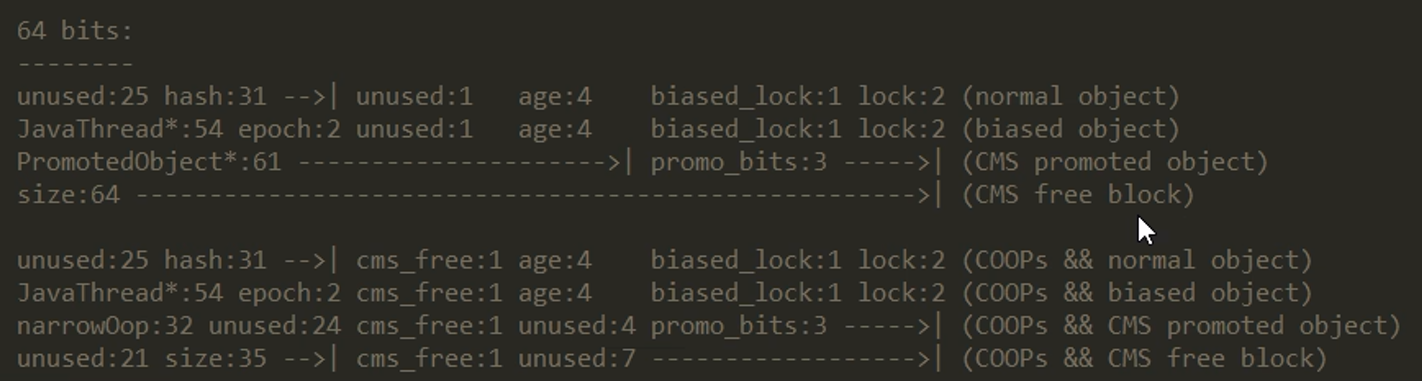 64 bits:
--------
unused:25 hash:31 -->| unused:1   age:4    biased_lock:1 lock:2 (normal object)
JavaThread*:54 epoch:2 unused:1   age:4    biased_lock:1 lock:2 (biased object)
PromotedObject*:61 --------------------->| promo_bits:3 ----->| (CMS promoted object)
size:64 ----------------------------------------------------->| (CMS free block)

unused:25 hash:31 -->| cms_free:1 age:4    biased_lock:1 lock:2 (COOPs && normal object)
JavaThread*:54 epoch:2 cms_free:1 age:4    biased_lock:1 lock:2 (COOPs && biased object)
narrowOop:32 unused:24 cms_free:1 unused:4 promo_bits:3 ----->| (COOPs && CMS promoted object)
unused:21 size:35 -->| cms_free:1 unused:7 ------------------>| (COOPs && CMS free block)